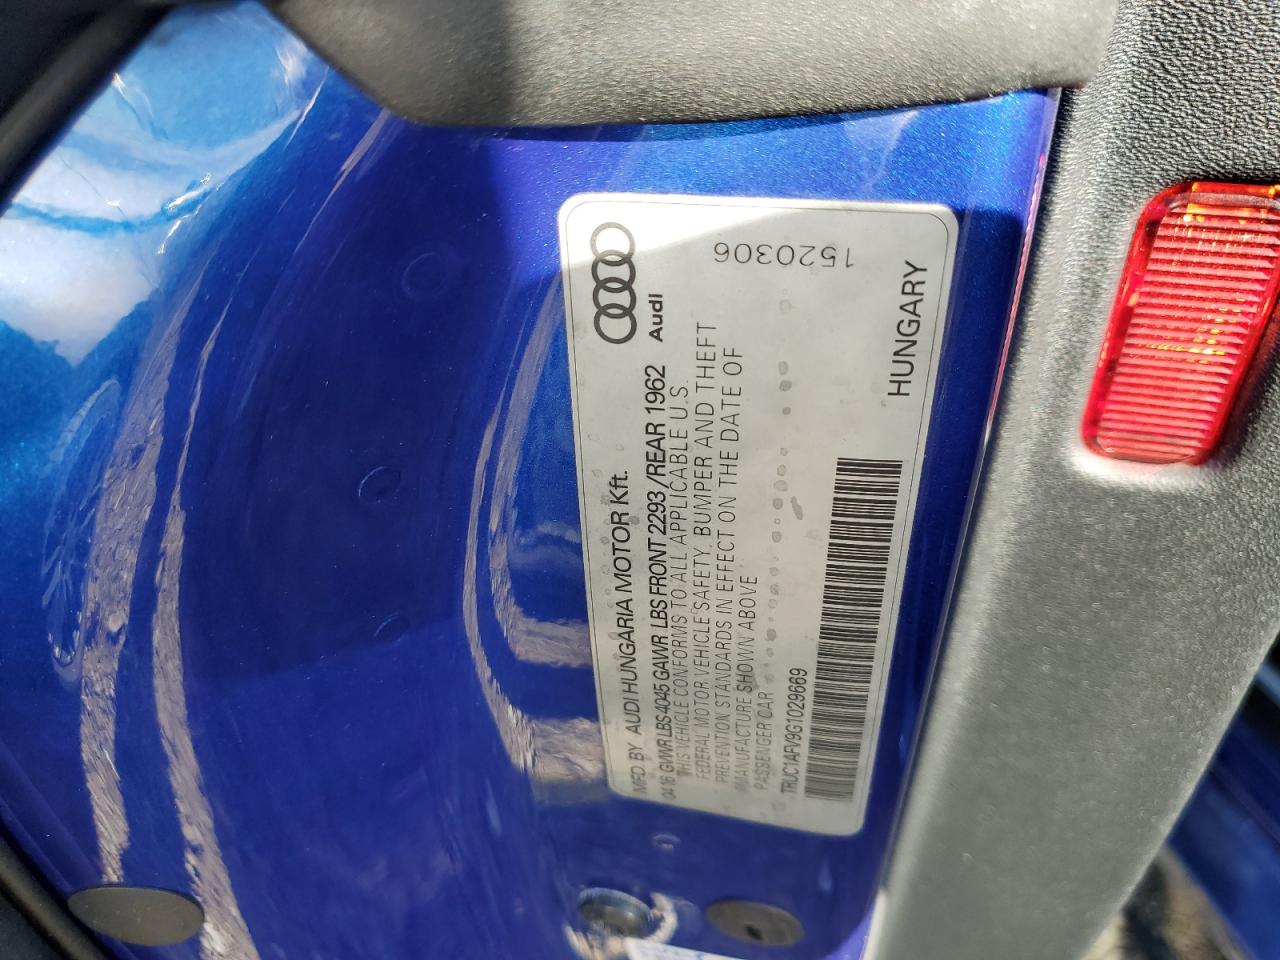 MFD. BY AUDI HUNGARIA MOTOR Kft.
04 16 GVWR LBS 4045 GAWR LBS FRONT 2293 /REAR 1962
Audi
THIS VEHICLE CONFORMS TO ALL APPLICABLE U.S.
FEDERAL MOTOR VEHICLE SAFETY, BUMPER AND THEFT
PREVENTION STANDARDS IN EFFECT ON THE DATE OF
MANUFACTURE SHOWN ABOVE
PASSENGER CAR
TRUC1AFV9G1029669
1520306
HUNGARY